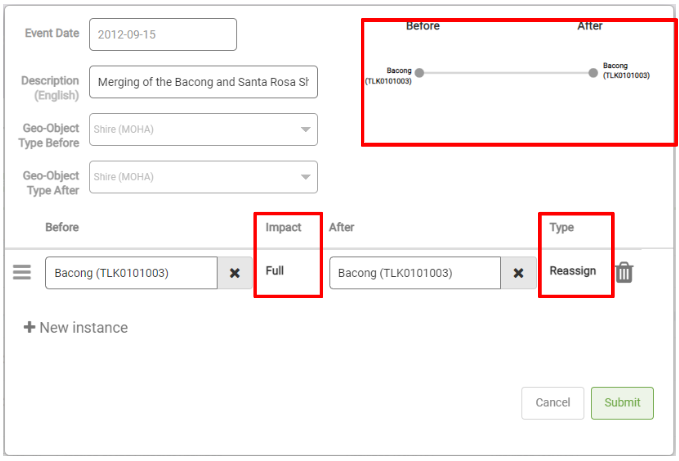 Event Date
2012-09-15
Description
(English)
Merging of the Bacong and Santa Rosa Sh
Geo-Object
Type Before
Shire (MOHA)
Geo-Object
Type After
Shire (MOHA)
Before After
Bacong
(TLK0101003)
Bacong
(TLK0101003)
Before Impact After Type
Bacong (TLK0101003) Full Bacong (TLK0101003) Reassign
New instance
Cancel Submit